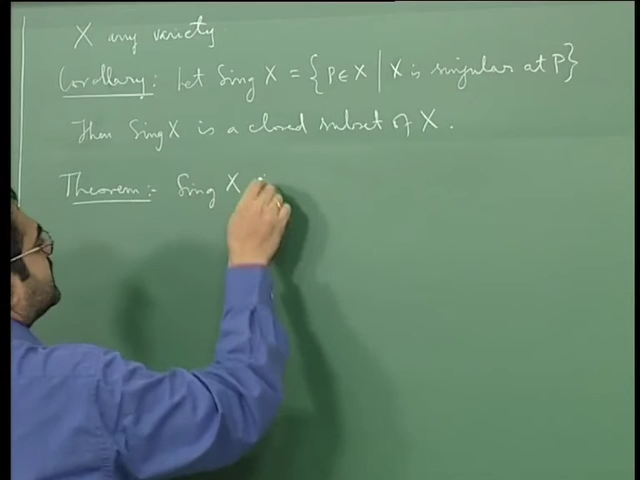 X any variety.
Corollary: Let Sing X = {P ∈ X | X is singular at P}
Then Sing X is a closed subset of X.
Theorem:- Sing X